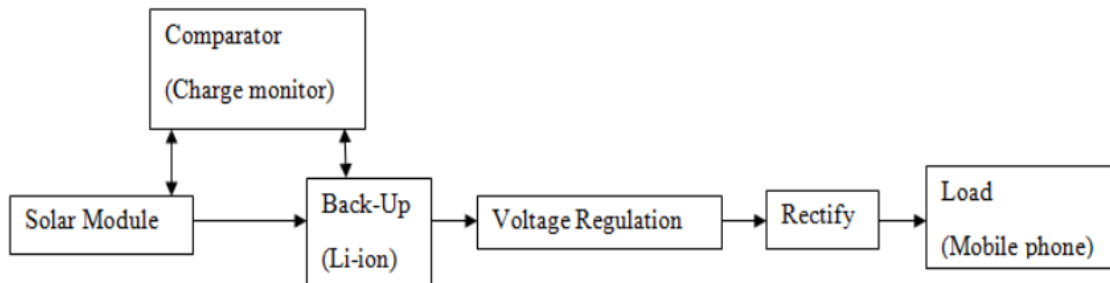 Comparator
(Charge monitor)
Solar Module
Back-Up
(Li-ion)
Voltage Regulation
Rectify
Load
(Mobile phone)